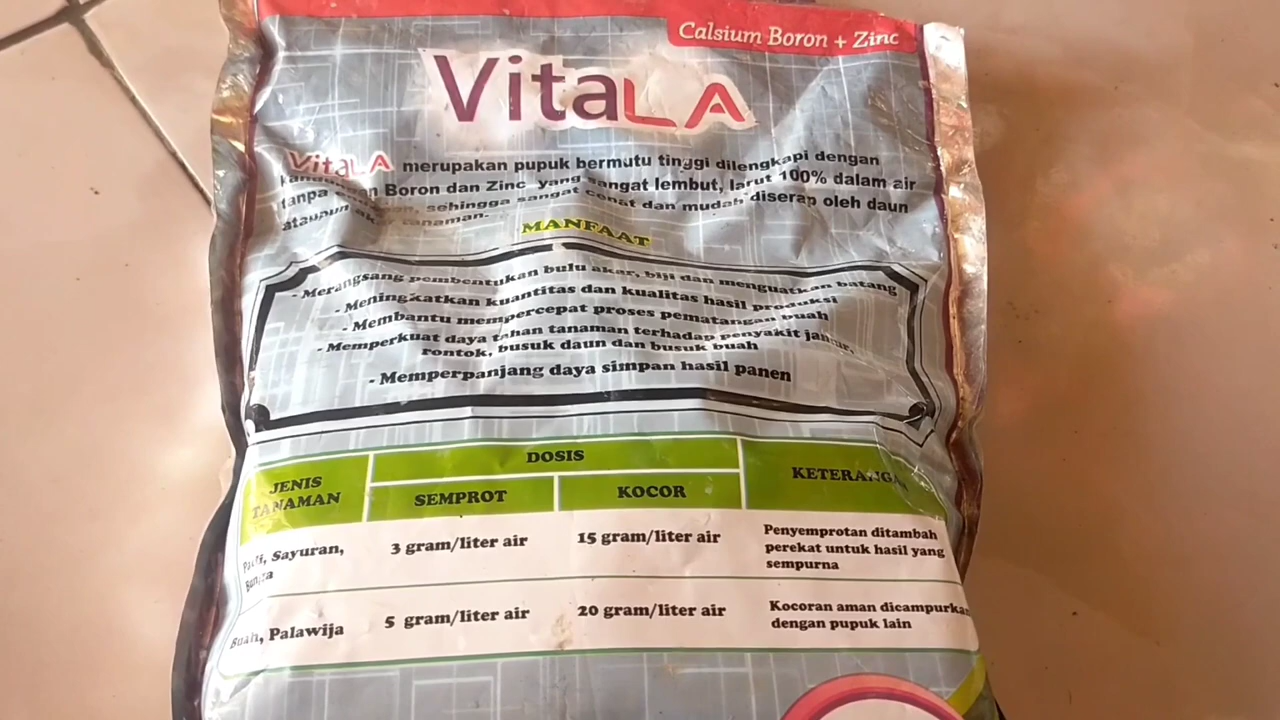 Calsium Boron + Zinc
VitaLA
VitaLA merupakan pupuk bermutu tinggi dilengkapi dengan
Boron dan Zinc yang sangat lembut, larut 100% dalam air
tanpa sehingga sangat cepat dan mudah diserap oleh daun
ataupun akar tanaman.
MANFAAT
- Merangsang pembentukan bulu akar, biji dan menguatkan batang
- Meningkatkan kuantitas dan kualitas hasil produksi
- Membantu mempercepat proses pematangan buah
- Memperkuat daya tahan tanaman terhadap penyakit jamur,
rontok, busuk daun dan busuk buah
- Memperpanjang daya simpan hasil panen
JENIS TANAMAN
DOSIS
SEMPROT
KOCOR
KETERANGAN
Padi, Sayuran,
Bunga
3 gram/liter air
15 gram/liter air
Penyemprotan ditambah
perekat untuk hasil yang
sempurna
Buah, Palawija
5 gram/liter air
20 gram/liter air
Kocoran aman dicampurkan
dengan pupuk lain